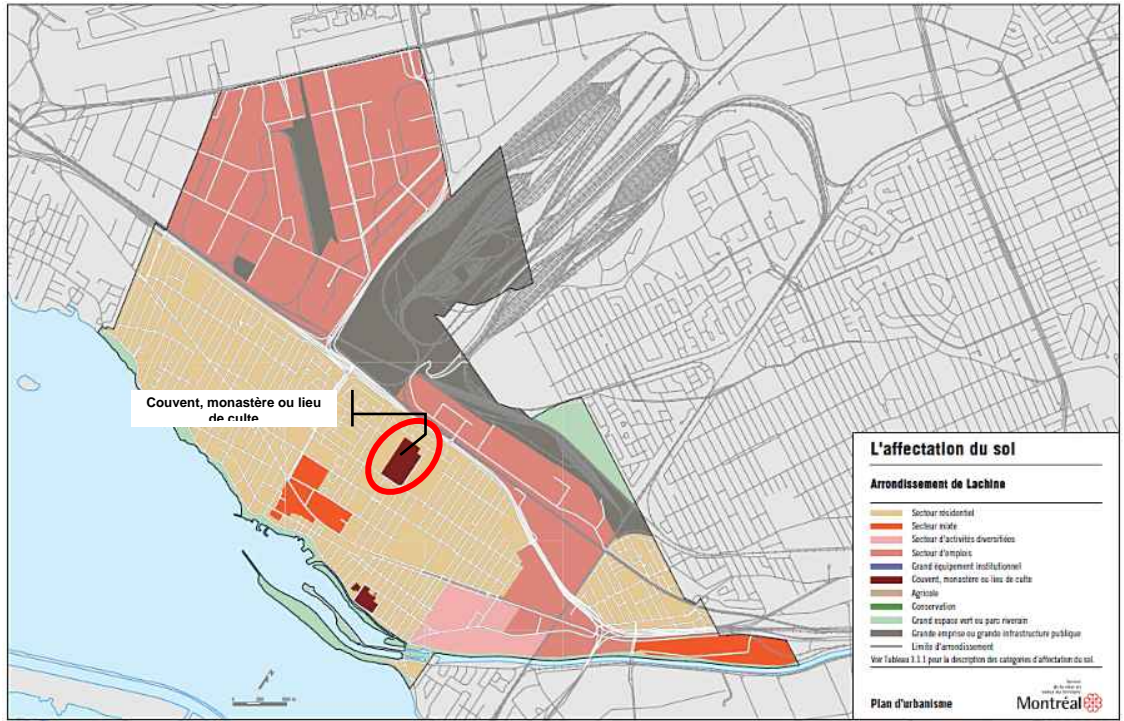 Couvent, monastère ou lieu
de culte
L'affectation du sol
Arrondissement de Lachine
Secteur résidentiel
Secteur mixte
Secteur d'activités diversifiées
Secteur d'emplois
Grand équipement institutionnel
Couvent, monastère ou lieu de culte
Agricole
Conservation
Grand espace vert ou parc riverain
Grande emprise ou grande infrastructure publique
Limite d'arrondissement
Voir Tableau 3.1.1 pour la description des catégories d'affectation du sol.
Plan d'urbanisme
Montréal